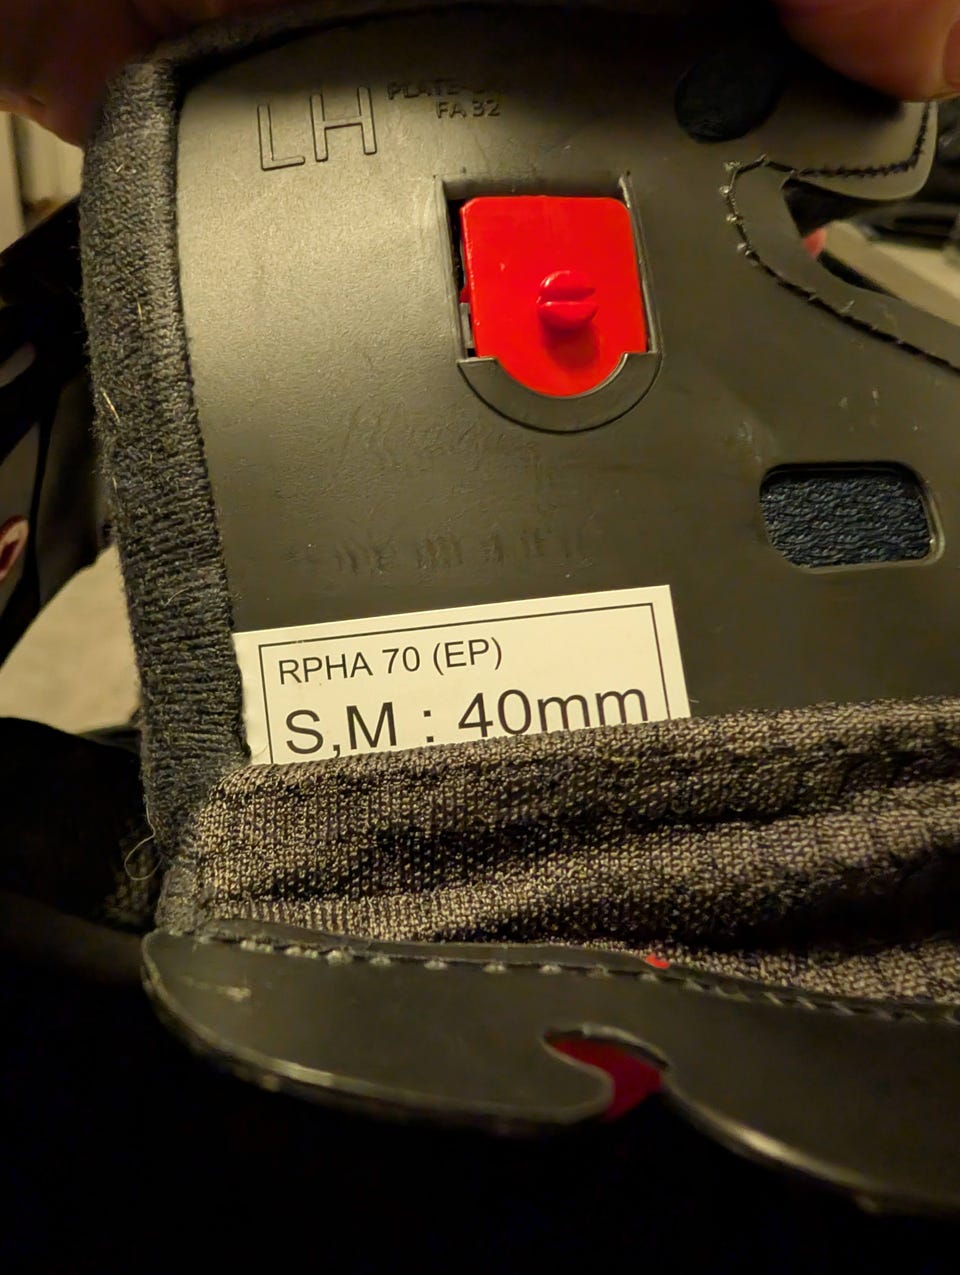 LH
FA 32
RPHA 70 (EP)
S,M : 40mm